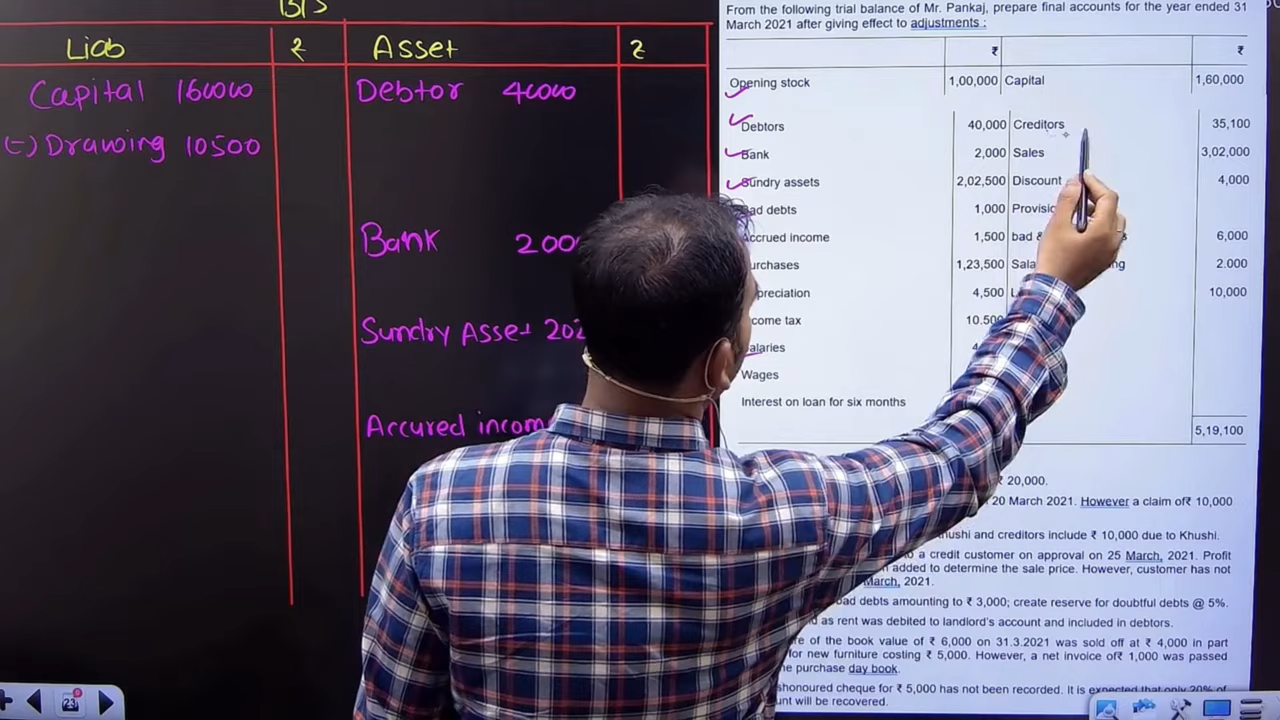 B/S
Liab ₹ Asset ₹
Capital 160000 Debtor 40000
(-) Drawing 10500
Bank
Sundry Asset
Accured
From the following trial balance of Mr. Pankaj, prepare final accounts for the year ended 31
March 2021 after giving effect to adjustments :
₹ ₹
Opening stock 1,00,000 Capital 1,60,000
Debtors 40,000 Creditors 35,100
Bank 2,000 Sales 3,02,000
Sundry assets 2,02,500 Discount 4,000
debts 1,000
Accrued income 1,500 bad & 6,000
1,23,500 2.000
4,500 10,000
tax
Salaries
Wages
Interest on loan for six months
5,19,100
₹ 20,000.
20 March 2021. However a claim of₹ 10,000
and creditors include ₹ 10,000 due to Khushi.
a credit customer on approval on 25 March, 2021. Profit
added to determine the sale price. However, customer has not
March, 2021.
bad debts amounting to ₹ 3,000; create reserve for doubtful debts @ 5%.
as rent was debited to landlord's account and included in debtors.
of the book value of ₹ 6,000 on 31.3.2021 was sold off at ₹ 4,000 in part
for new furniture costing ₹ 5,000. However, a net invoice of₹ 1,000 was passed
purchase day book.
cheque for ₹ 5,000 has not been recorded. It is expected that only 20% of
will be recovered.
23